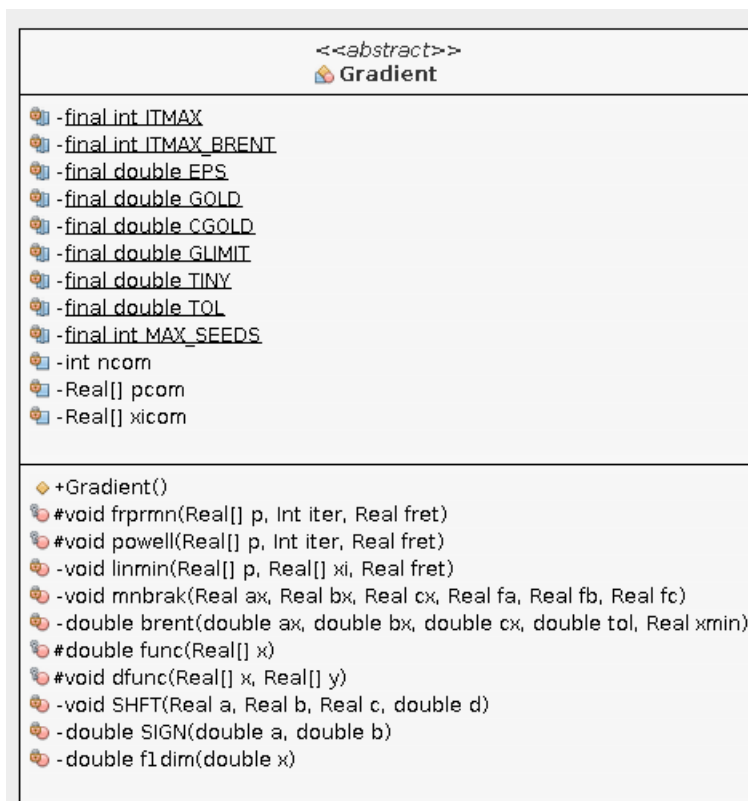 <<abstract>>
Gradient
-final int ITMAX
-final int ITMAX_BRENT
-final double EPS
-final double GOLD
-final double CGOLD
-final double GLIMIT
-final double TINY
-final double TOL
-final int MAX_SEEDS
-int ncom
-Real[] pcom
-Real[] xicom
+Gradient()
#void frprmn(Real[] p, Int iter, Real fret)
#void powell(Real[] p, Int iter, Real fret)
-void linmin(Real[] p, Real[] xi, Real fret)
-void mnbrak(Real ax, Real bx, Real cx, Real fa, Real fb, Real fc)
-double brent(double ax, double bx, double cx, double tol, Real xmin)
#double func(Real[] x)
#void dfunc(Real[] x, Real[] y)
-void SHFT(Real a, Real b, Real c, double d)
-double SIGN(double a, double b)
-double f1dim(double x)